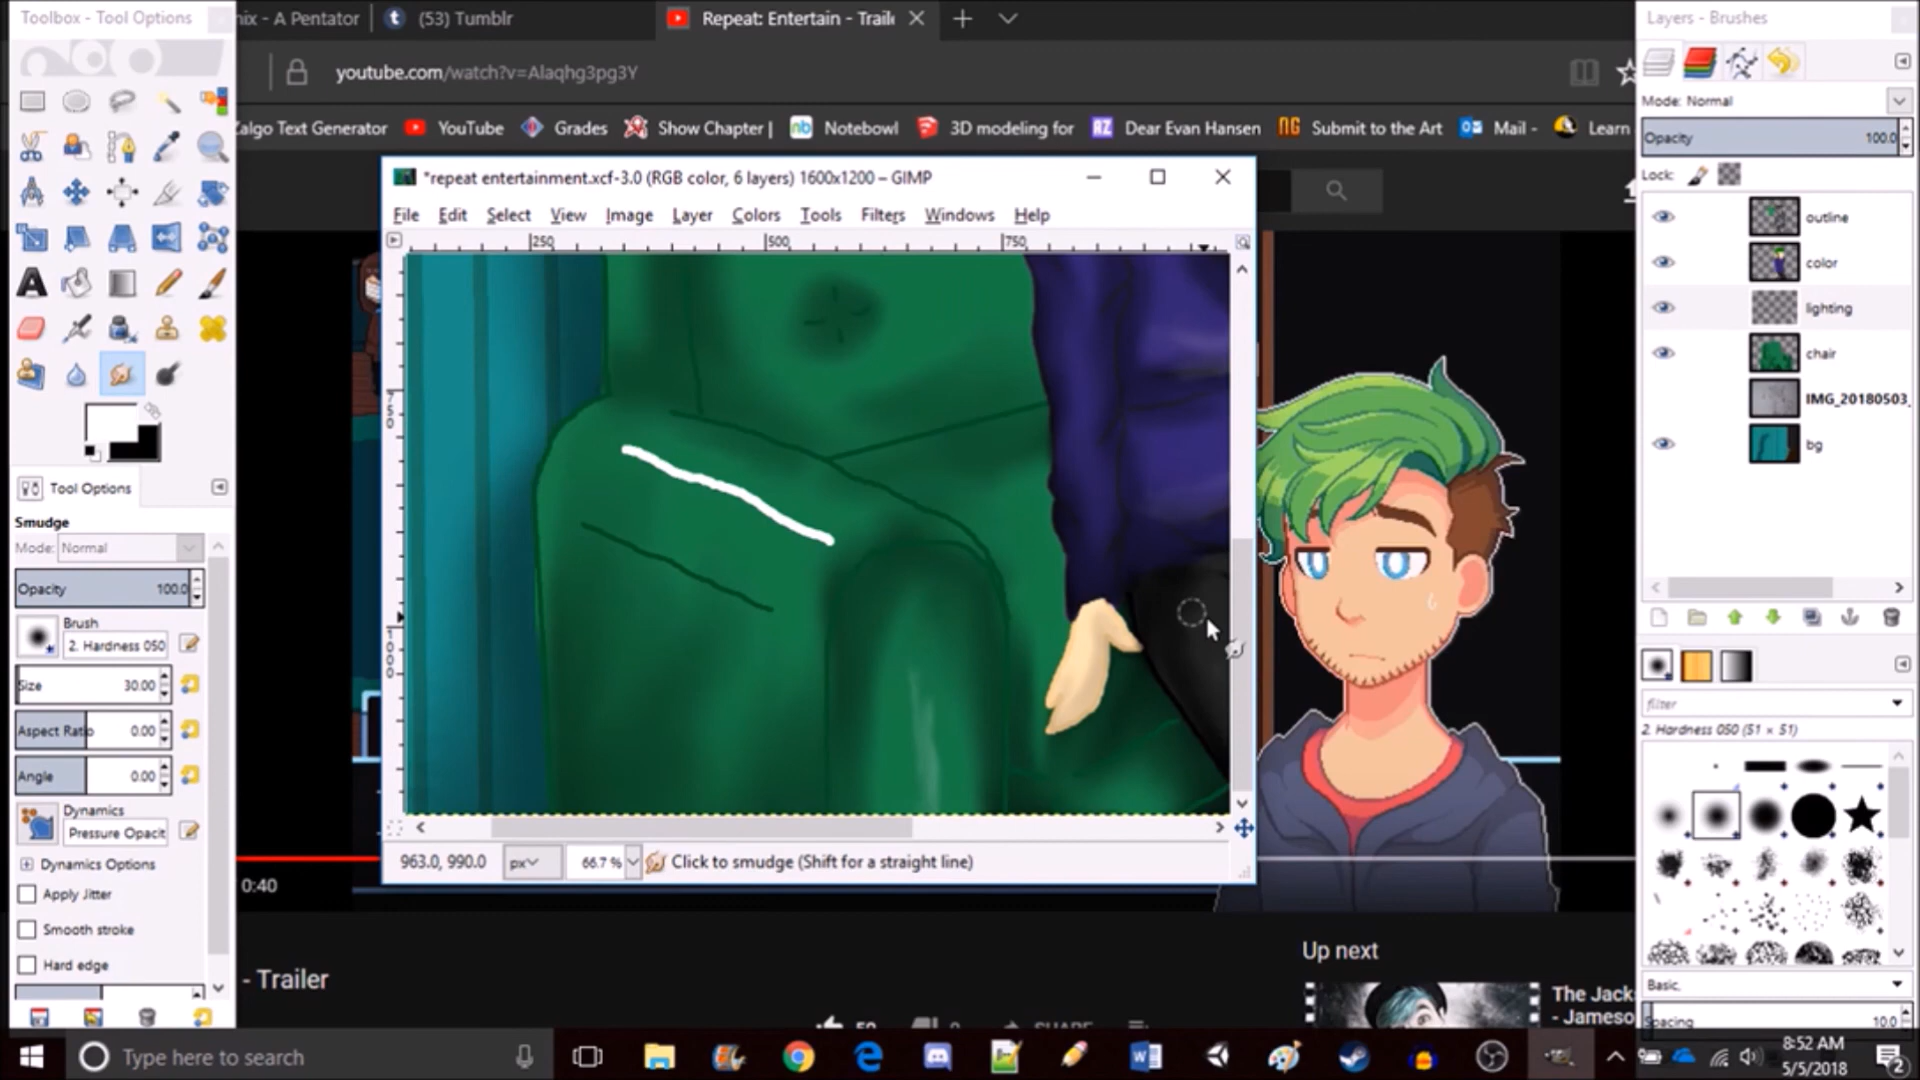 Toolbox - Tool Options
nix - A Pentator
(53) Tumblr
Repeat: Entertain - Traile
Layers - Brushes
youtube.com/watch?v=Alaqhg3pg3Y
Zalgo Text Generator
YouTube
Grades
Show Chapter |
Notebowl
3D modeling for
Dear Evan Hansen
Submit to the Art
Mail -
Learn
*repeat entertainment.xcf-3.0 (RGB color, 6 layers) 1600x1200 – GIMP
File Edit Select View Image Layer Colors Tools Filters Windows Help
250
500
750
750
1000
Tool Options
Smudge
Mode: Normal
Opacity 100.0
Brush
2. Hardness 050
Size 30.00
Aspect Ratio 0.00
Angle 0.00
Dynamics
Pressure Opacit
Dynamics Options
Apply Jitter
Smooth stroke
Hard edge
963.0, 990.0
px
66.7 %
Click to smudge (Shift for a straight line)
0:40
- Trailer
SHARE
Up next
The Jack
- Jameso
Mode: Normal
Opacity 100.0
Lock:
outline
color
lighting
chair
IMG_20180503_
bg
filter
2. Hardness 050 (51 × 51)
Basic,
Spacing 10.0
Type here to search
8:52 AM
5/5/2018
2